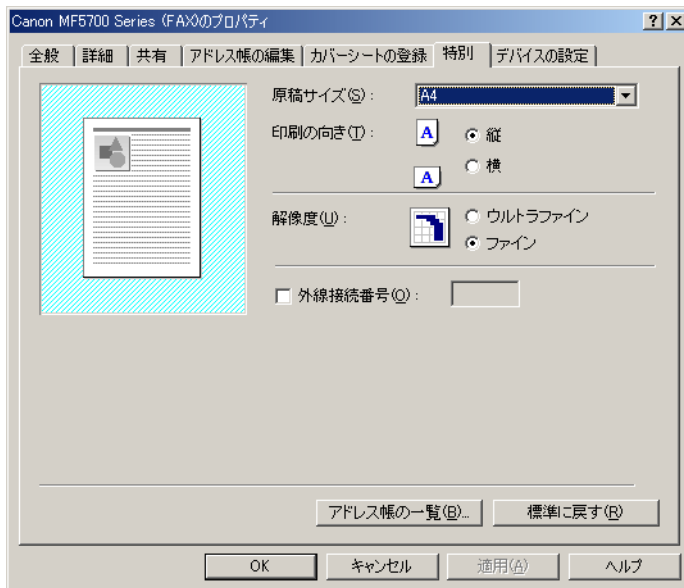 Canon MF5700 Series (FAX)のプロパティ
全般 詳細 共有 アドレス帳の編集 カバーシートの登録 特別 デバイスの設定
原稿サイズ(S): A4
印刷の向き(T): A 縦
A 横
解像度(U): ウルトラファイン
ファイン
外線接続番号(O):
アドレス帳の一覧(B)... 標準に戻す(R)
OK キャンセル 適用(A) ヘルプ